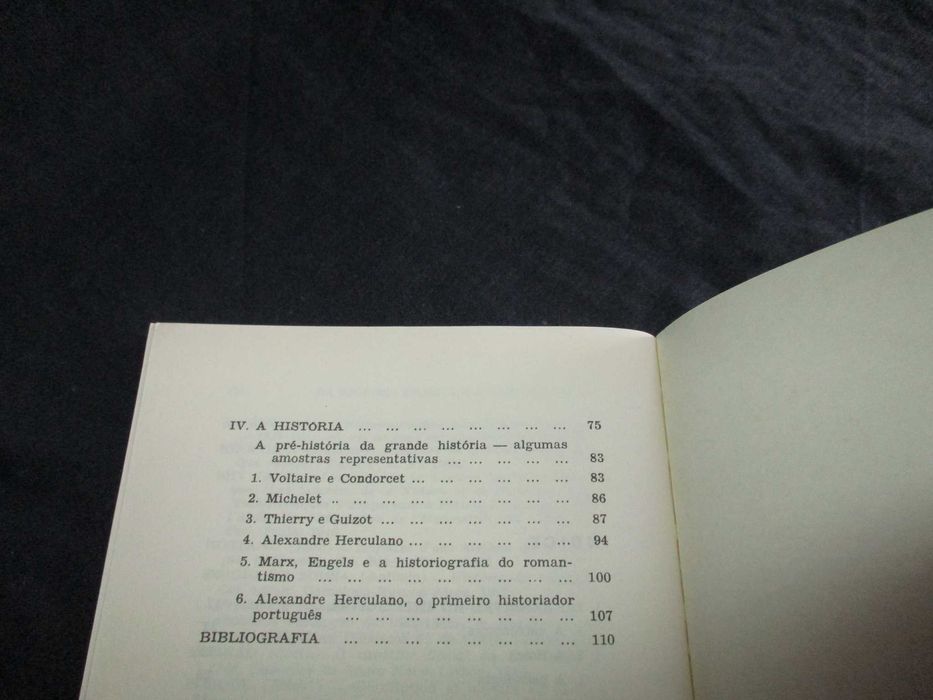 IV. A HISTÓRIA ... ... ... ... ... ... ... ... 75
A pré-história da grande história — algumas
amostras representativas ... ... ... ... ... 83
1. Voltaire e Condorcet ... ... ... ... ... ... 83
2. Michelet .. ... ... ... ... ... ... ... ... 86
3. Thierry e Guizot ... ... ... ... ... ... ... 87
4. Alexandre Herculano ... ... ... ... ... ... 94
5. Marx, Engels e a historiografia do roman-
tismo ... ... ... ... ... ... ... ... ... 100
6. Alexandre Herculano, o primeiro historiador
português ... ... ... ... ... ... ... ... 107
BIBLIOGRAFIA ... ... ... ... ... ... ... ... 110